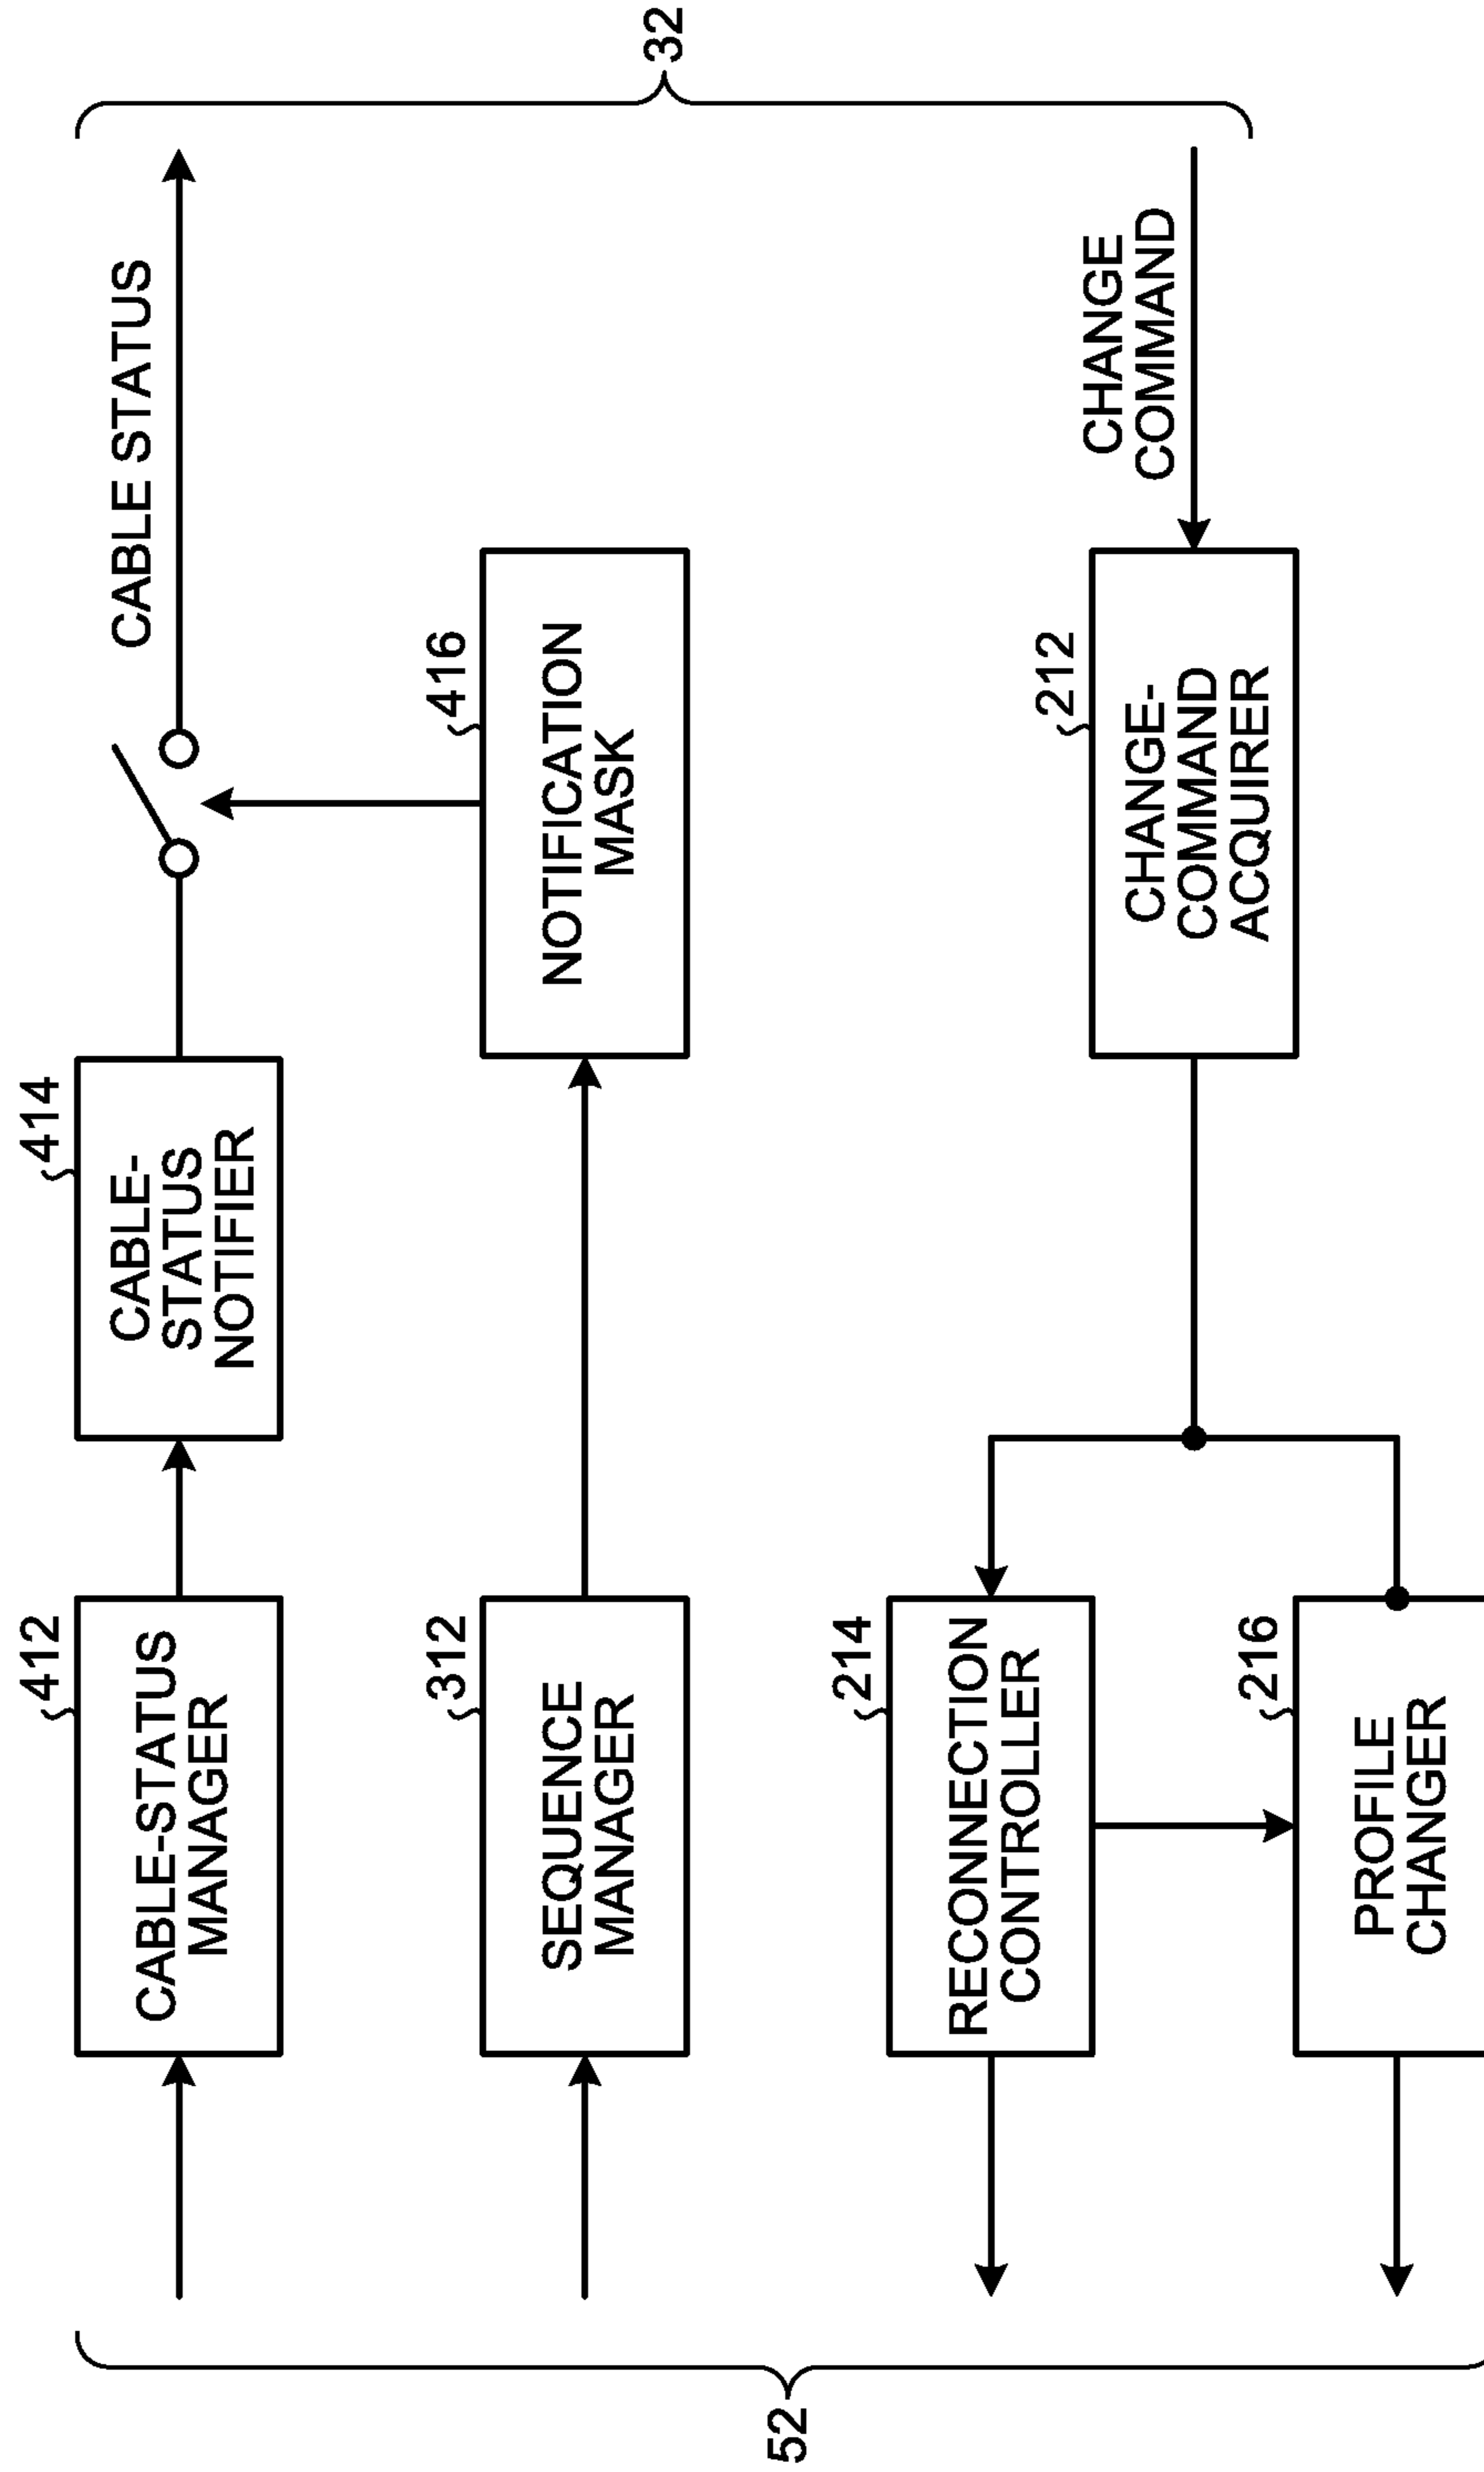 52
412
CABLE-STATUS
MANAGER
414
CABLE-
STATUS
NOTIFIER
CABLE STATUS
32
312
SEQUENCE
MANAGER
416
NOTIFICATION
MASK
214
RECONNECTION
CONTROLLER
212
CHANGE-
COMMAND
ACQUIRER
CHANGE
COMMAND
216
PROFILE
CHANGER